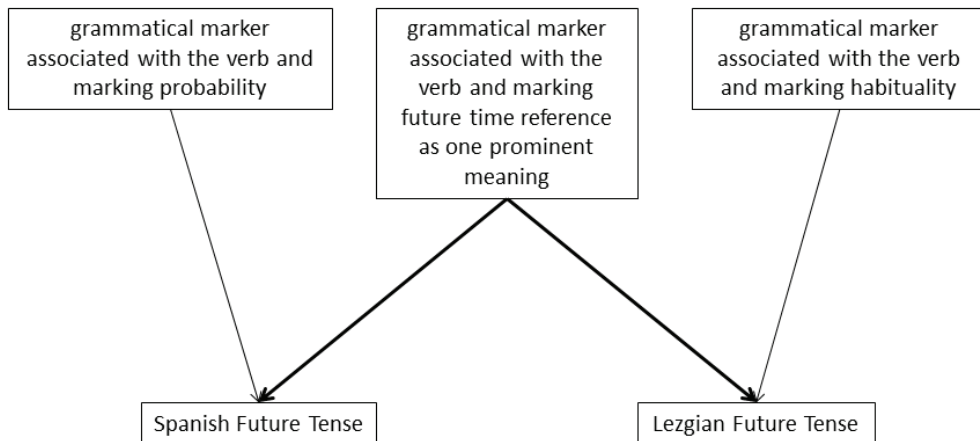 grammatical marker
associated with the verb and
marking probability
grammatical marker
associated with the
verb and marking
future time reference
as one prominent
meaning
grammatical marker
associated with the verb
and marking habituality
Spanish Future Tense
Lezgian Future Tense